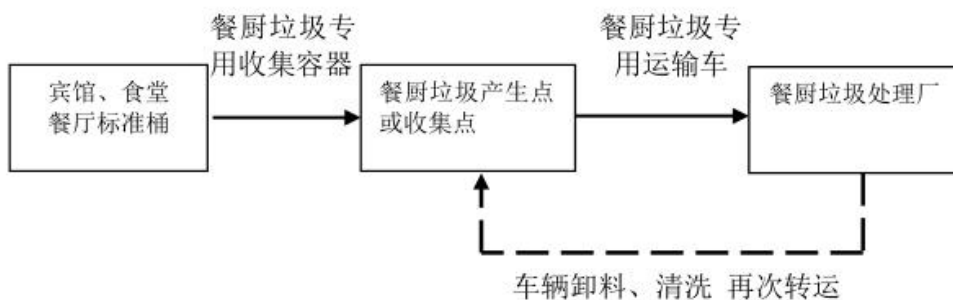 餐厨垃圾专
用收集容器
餐厨垃圾专
用运输车
宾馆、食堂
餐厅标准桶
餐厨垃圾产生点
或收集点
餐厨垃圾处理厂
车辆卸料、清洗 再次转运